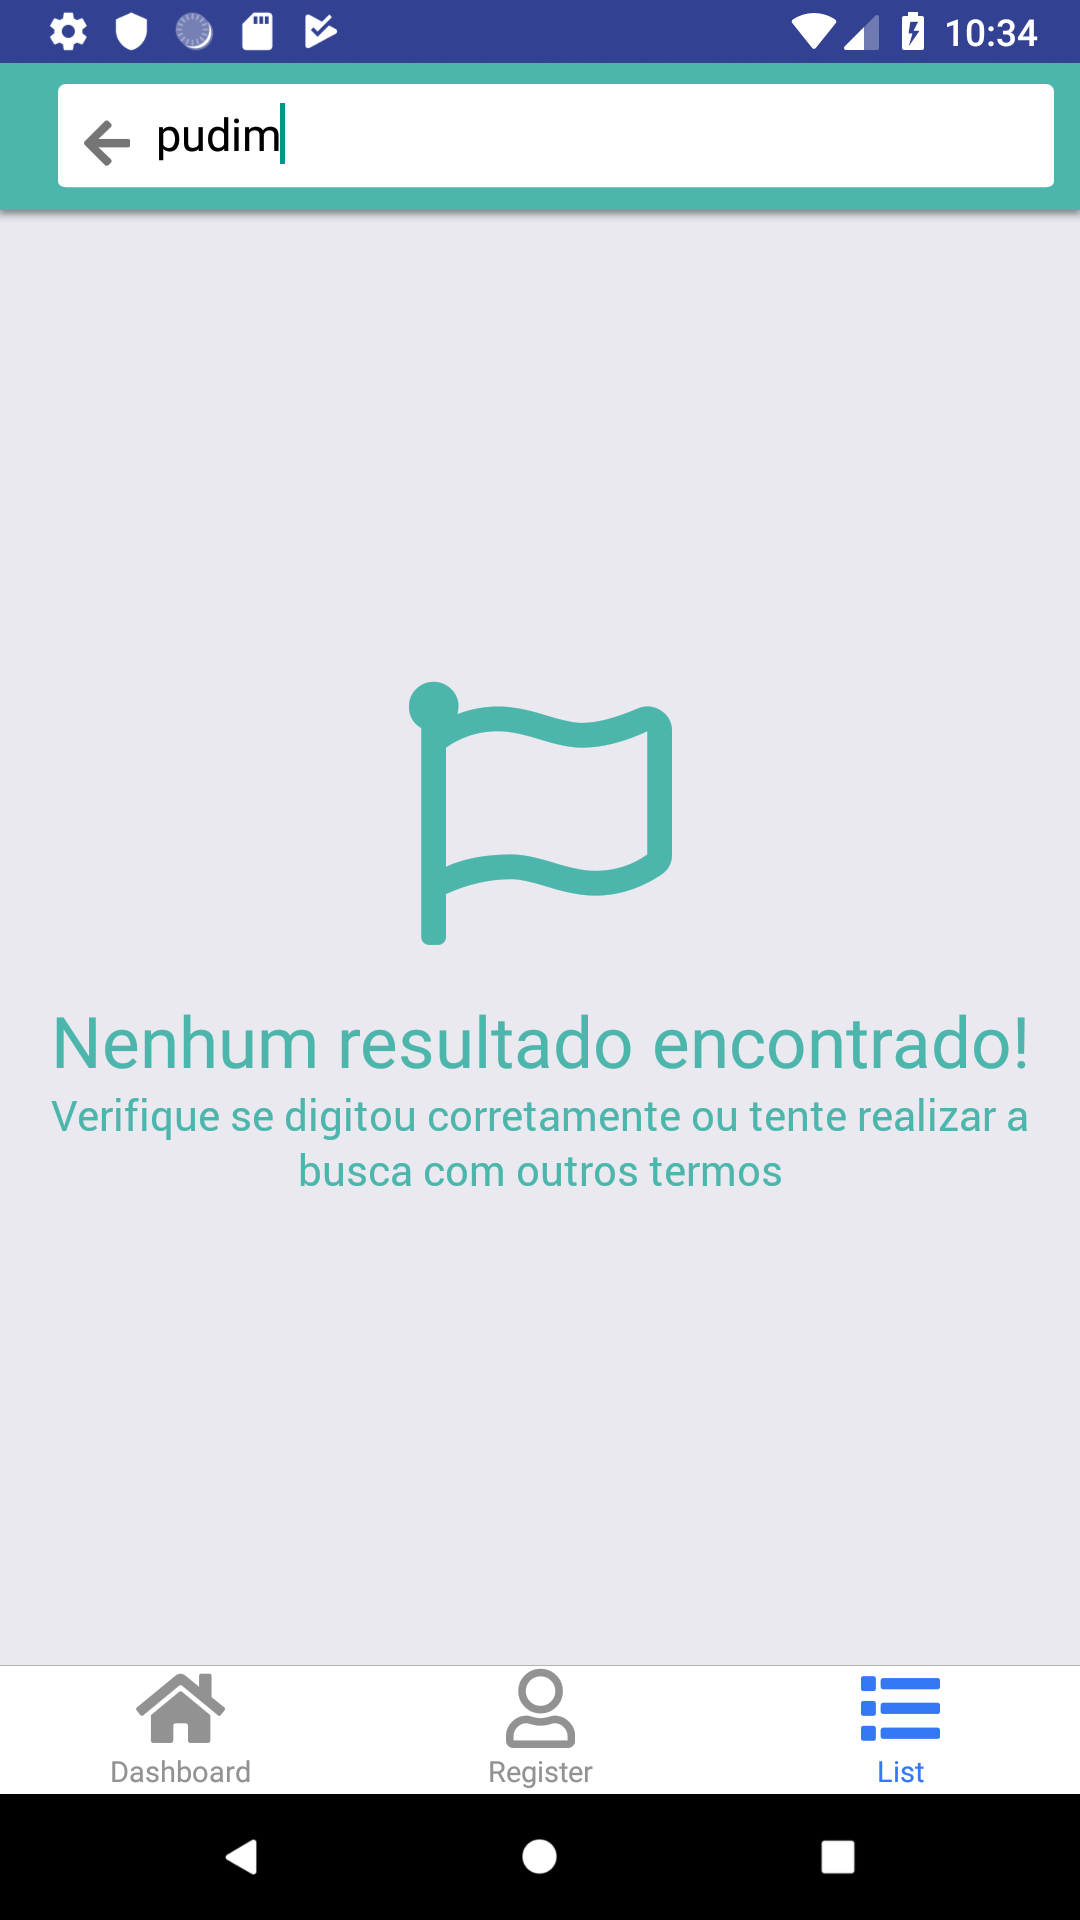 10:34
pudim
Nenhum resultado encontrado!
Verifique se digitou corretamente ou tente realizar a
busca com outros termos
Dashboard
Register
List